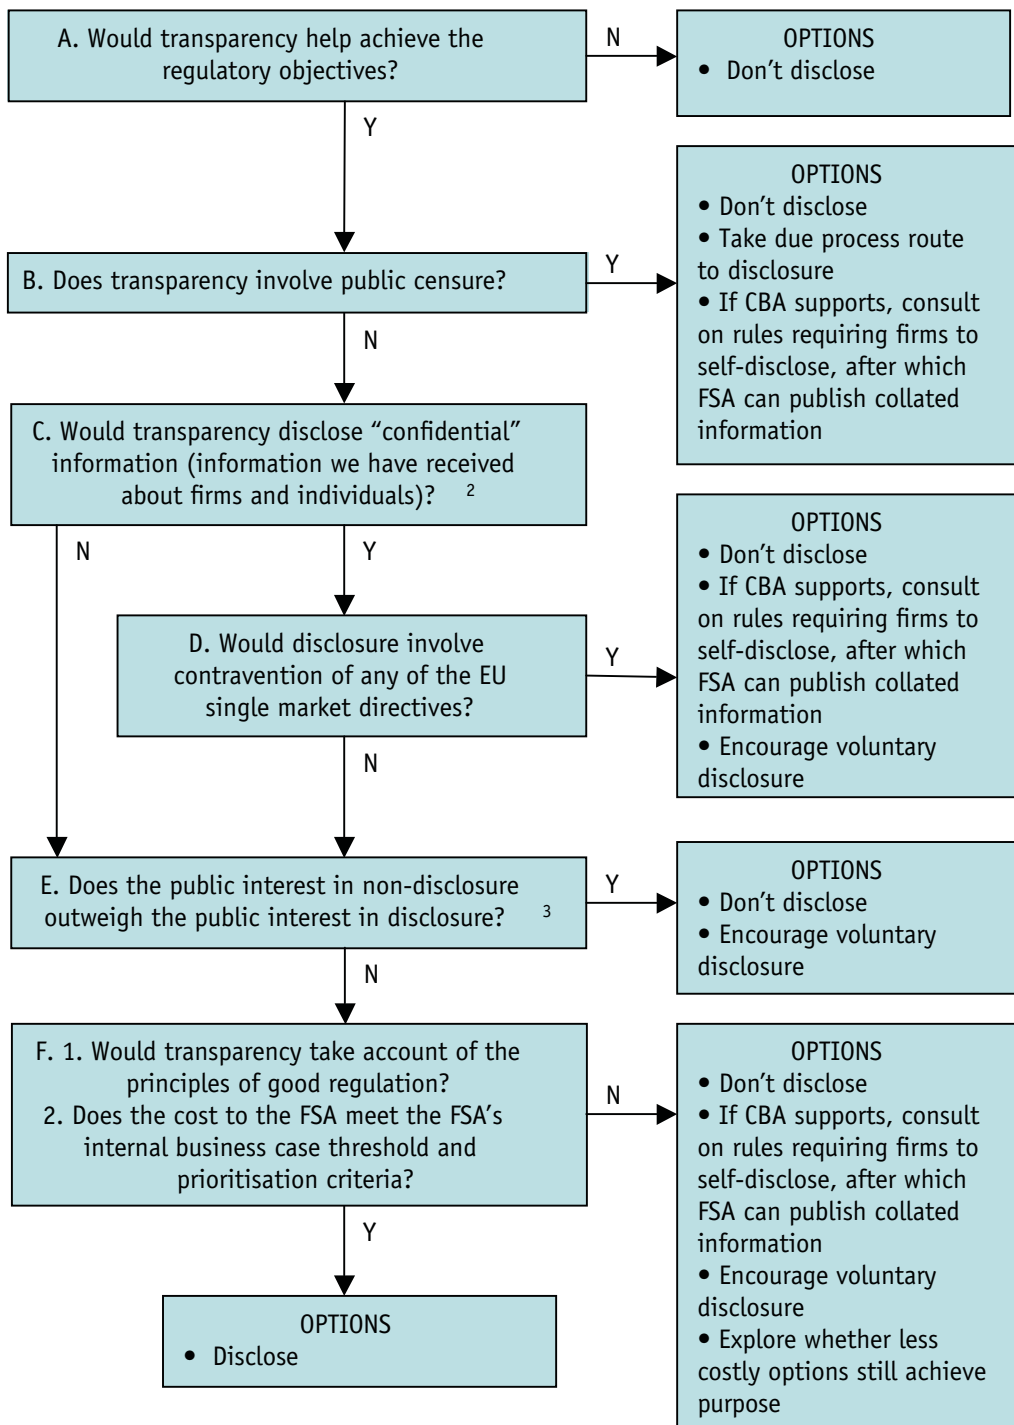 A. Would transparency help achieve the
regulatory objectives?
N
OPTIONS
• Don't disclose
Y
B. Does transparency involve public censure?
Y
OPTIONS
• Don't disclose
• Take due process route
to disclosure
• If CBA supports, consult
on rules requiring firms to
self-disclose, after which
FSA can publish collated
information
N
C. Would transparency disclose “confidential”
information (information we have received
about firms and individuals)? 2
N
Y
D. Would disclosure involve
contravention of any of the EU
single market directives?
Y
OPTIONS
• Don't disclose
• If CBA supports, consult
on rules requiring firms to
self-disclose, after which
FSA can publish collated
information
• Encourage voluntary
disclosure
N
E. Does the public interest in non-disclosure
outweigh the public interest in disclosure? 3
Y
OPTIONS
• Don't disclose
• Encourage voluntary
disclosure
N
F. 1. Would transparency take account of the
principles of good regulation?
2. Does the cost to the FSA meet the FSA's
internal business case threshold and
prioritisation criteria?
N
OPTIONS
• Don't disclose
• If CBA supports, consult
on rules requiring firms to
self-disclose, after which
FSA can publish collated
information
• Encourage voluntary
disclosure
• Explore whether less
costly options still achieve
purpose
Y
OPTIONS
• Disclose